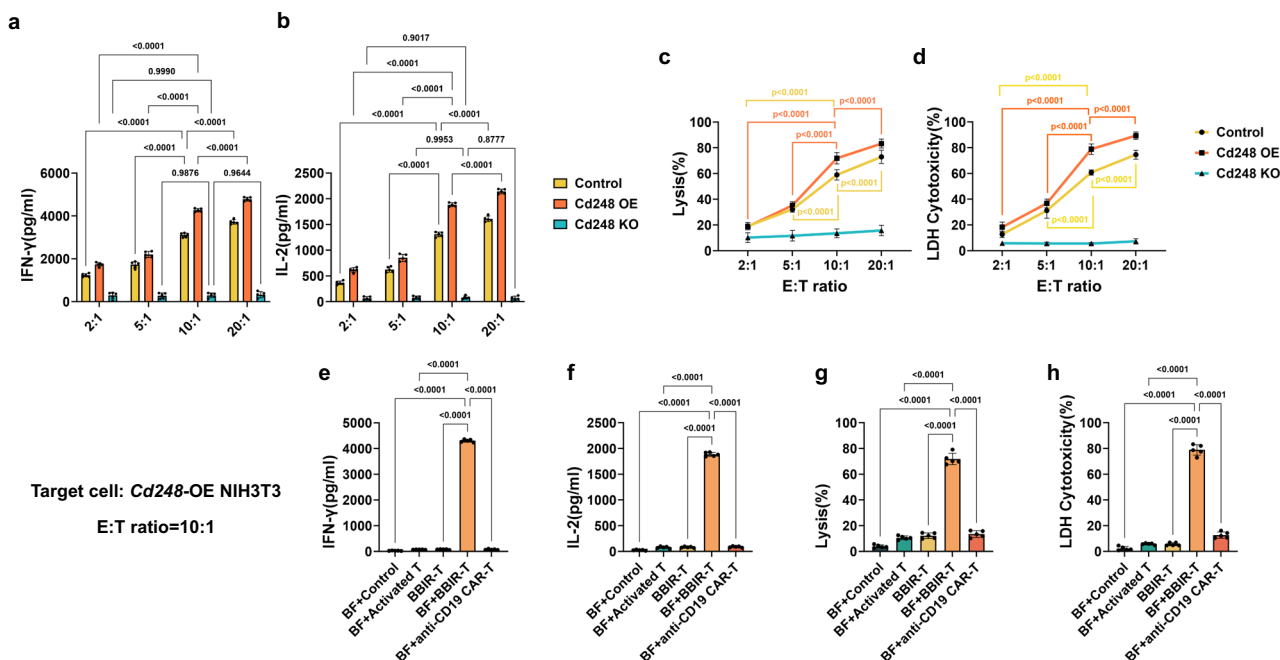 a
<0.0001
0.9990
<0.0001
<0.0001
<0.0001
<0.0001
<0.0001
0.9876
0.9644
IFN-γ(pg/ml)
6000
4000
2000
0
2:1
5:1
10:1
20:1
b
0.9017
<0.0001
<0.0001
<0.0001
<0.0001
0.9953
0.8777
<0.0001
<0.0001
IL-2(pg/ml)
2500
2000
1500
1000
500
0
2:1
5:1
10:1
20:1
Control
Cd248 OE
Cd248 KO
c
p<0.0001
p<0.0001
p<0.0001
p<0.0001
p<0.0001
p<0.0001
Lysis(%)
100
80
60
40
20
0
2:1
5:1
10:1
20:1
E:T ratio
d
p<0.0001
p<0.0001
p<0.0001
p<0.0001
p<0.0001
p<0.0001
LDH Cytotoxicity(%)
100
80
60
40
20
0
2:1
5:1
10:1
20:1
E:T ratio
Control
Cd248 OE
Cd248 KO
Target cell: Cd248-OE NIH3T3
E:T ratio=10:1
e
<0.0001
<0.0001
<0.0001
<0.0001
IFN-γ(pg/ml)
5000
4000
3000
2000
1000
0
BF+Control
BF+Activated T
BBIR-T
BF+BBIR-T
BF+anti-CD19 CAR-T
f
<0.0001
<0.0001
<0.0001
<0.0001
IL-2(pg/ml)
2500
2000
1500
1000
500
0
BF+Control
BF+Activated T
BBIR-T
BF+BBIR-T
BF+anti-CD19 CAR-T
g
<0.0001
<0.0001
<0.0001
<0.0001
Lysis(%)
100
80
60
40
20
0
BF+Control
BF+Activated T
BBIR-T
BF+BBIR-T
BF+anti-CD19 CAR-T
h
<0.0001
<0.0001
<0.0001
<0.0001
LDH Cytotoxicity(%)
100
80
60
40
20
0
BF+Control
BF+Activated T
BBIR-T
BF+BBIR-T
BF+anti-CD19 CAR-T